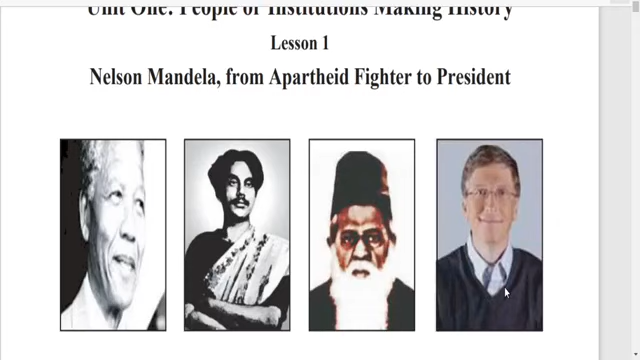 Unit One: People or Institutions Making History
Lesson 1
Nelson Mandela, from Apartheid Fighter to President